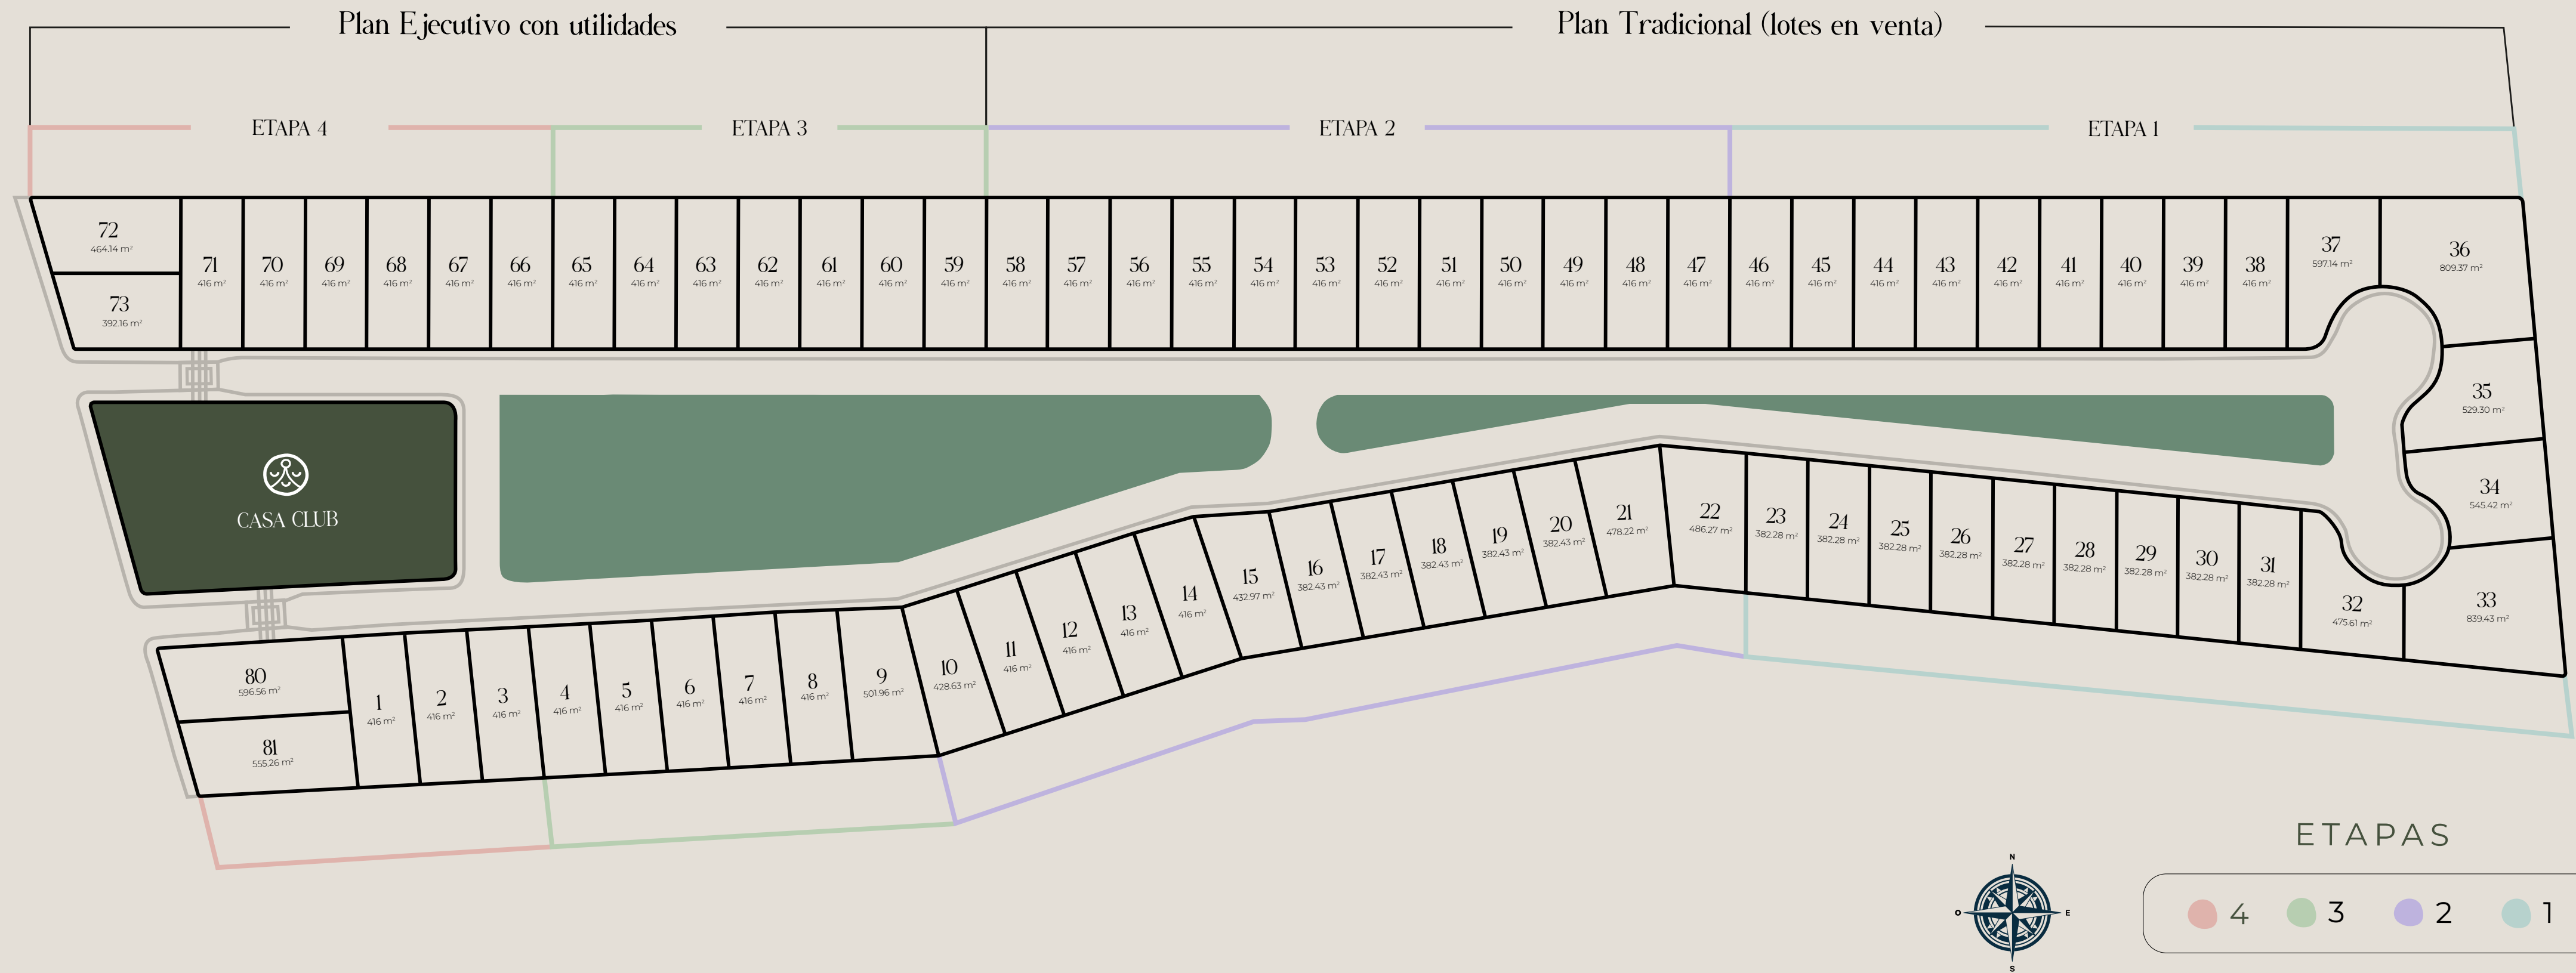 Plan Ejecutivo con utilidades
Plan Tradicional (lotes en venta)
ETAPA 4
ETAPA 3
ETAPA 2
ETAPA 1
72
464.14 m²
73
392.16 m²
71
416 m²
70
416 m²
69
416 m²
68
416 m²
67
416 m²
66
416 m²
65
416 m²
64
416 m²
63
416 m²
62
416 m²
61
416 m²
60
416 m²
59
416 m²
58
416 m²
57
416 m²
56
416 m²
55
416 m²
54
416 m²
53
416 m²
52
416 m²
51
416 m²
50
416 m²
49
416 m²
48
416 m²
47
416 m²
46
416 m²
45
416 m²
44
416 m²
43
416 m²
42
416 m²
41
416 m²
40
416 m²
39
416 m²
38
416 m²
37
597.14 m²
36
809.37 m²
35
529.30 m²
34
545.42 m²
33
839.43 m²
CASA CLUB
80
596.56 m²
81
555.26 m²
1
416 m²
2
416 m²
3
416 m²
4
416 m²
5
416 m²
6
416 m²
7
416 m²
8
416 m²
9
501.96 m²
10
428.63 m²
11
416 m²
12
416 m²
13
416 m²
14
416 m²
15
432.97 m²
16
382.43 m²
17
382.43 m²
18
382.43 m²
19
382.43 m²
20
382.43 m²
21
478.22 m²
22
486.27 m²
23
382.28 m²
24
382.28 m²
25
382.28 m²
26
382.28 m²
27
382.28 m²
28
382.28 m²
29
382.28 m²
30
382.28 m²
31
382.28 m²
32
475.61 m²
N
O
E
S
ETAPAS
4 3 2 1